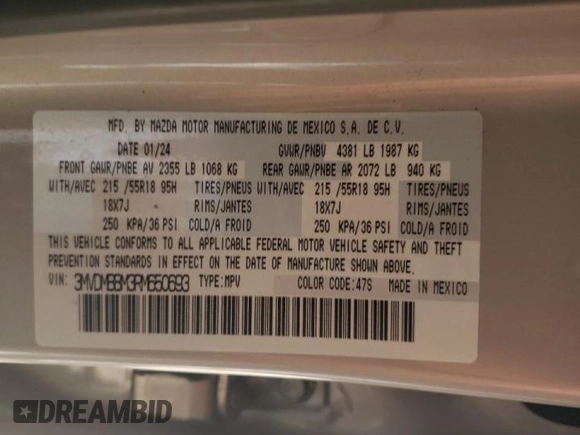 MFD. BY MAZDA MOTOR MANUFACTURING DE MEXICO S.A. DE C.V.
DATE 01/24 GVWR/PNBV 4381 LB 1987 KG
FRONT GAWR/PNBE AV 2355 LB 1068 KG REAR GAWR/PNBE AR 2072 LB 940 KG
WITH/AVEC 215 /55R18 95H TIRES/PNEUS WITH/AVEC 215 /55R18 95H TIRES/PNEUS
18X7J RIMS/JANTES 18X7J RIMS/JANTES
250 KPA/36 PSI COLD/A FROID 250 KPA/36 PSI COLD/A FROID
THIS VEHICLE CONFORMS TO ALL APPLICABLE FEDERAL MOTOR VEHICLE SAFETY AND THEFT
PREVENTION STANDARDS IN EFFECT ON THE DATE OF MANUFACTURE SHOWN ABOVE.
VIN: 3MVDMBBM3RM650693 TYPE:MPV COLOR CODE:47S MADE IN MEXICO
DREAMBID